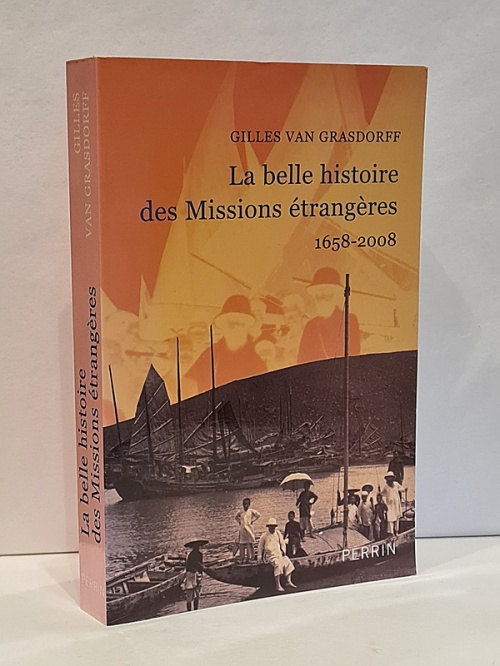 GILLES VAN GRASDORFF
La belle histoire
des Missions étrangères
1658-2008
PERRIN
GILLES
VAN GRASDORFF
La belle histoire
des Missions étrangères
PERRIN